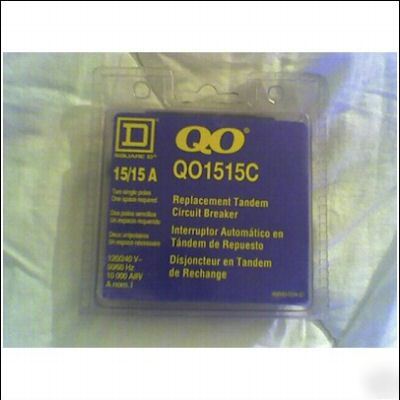 D
SQUARE D
15/15 A
Two single poles
One space required
Dos polos sencillos
Un espacio requerido
Deux unipolaires
Un espace nécessaire
120/240 V~
50/60 Hz
10 000 AIR/
A nom. I
QO®
QO1515C
Replacement Tandem
Circuit Breaker
Interruptor Automático en
Tándem de Repuesto
Disjoncteur en Tandem
de Rechange